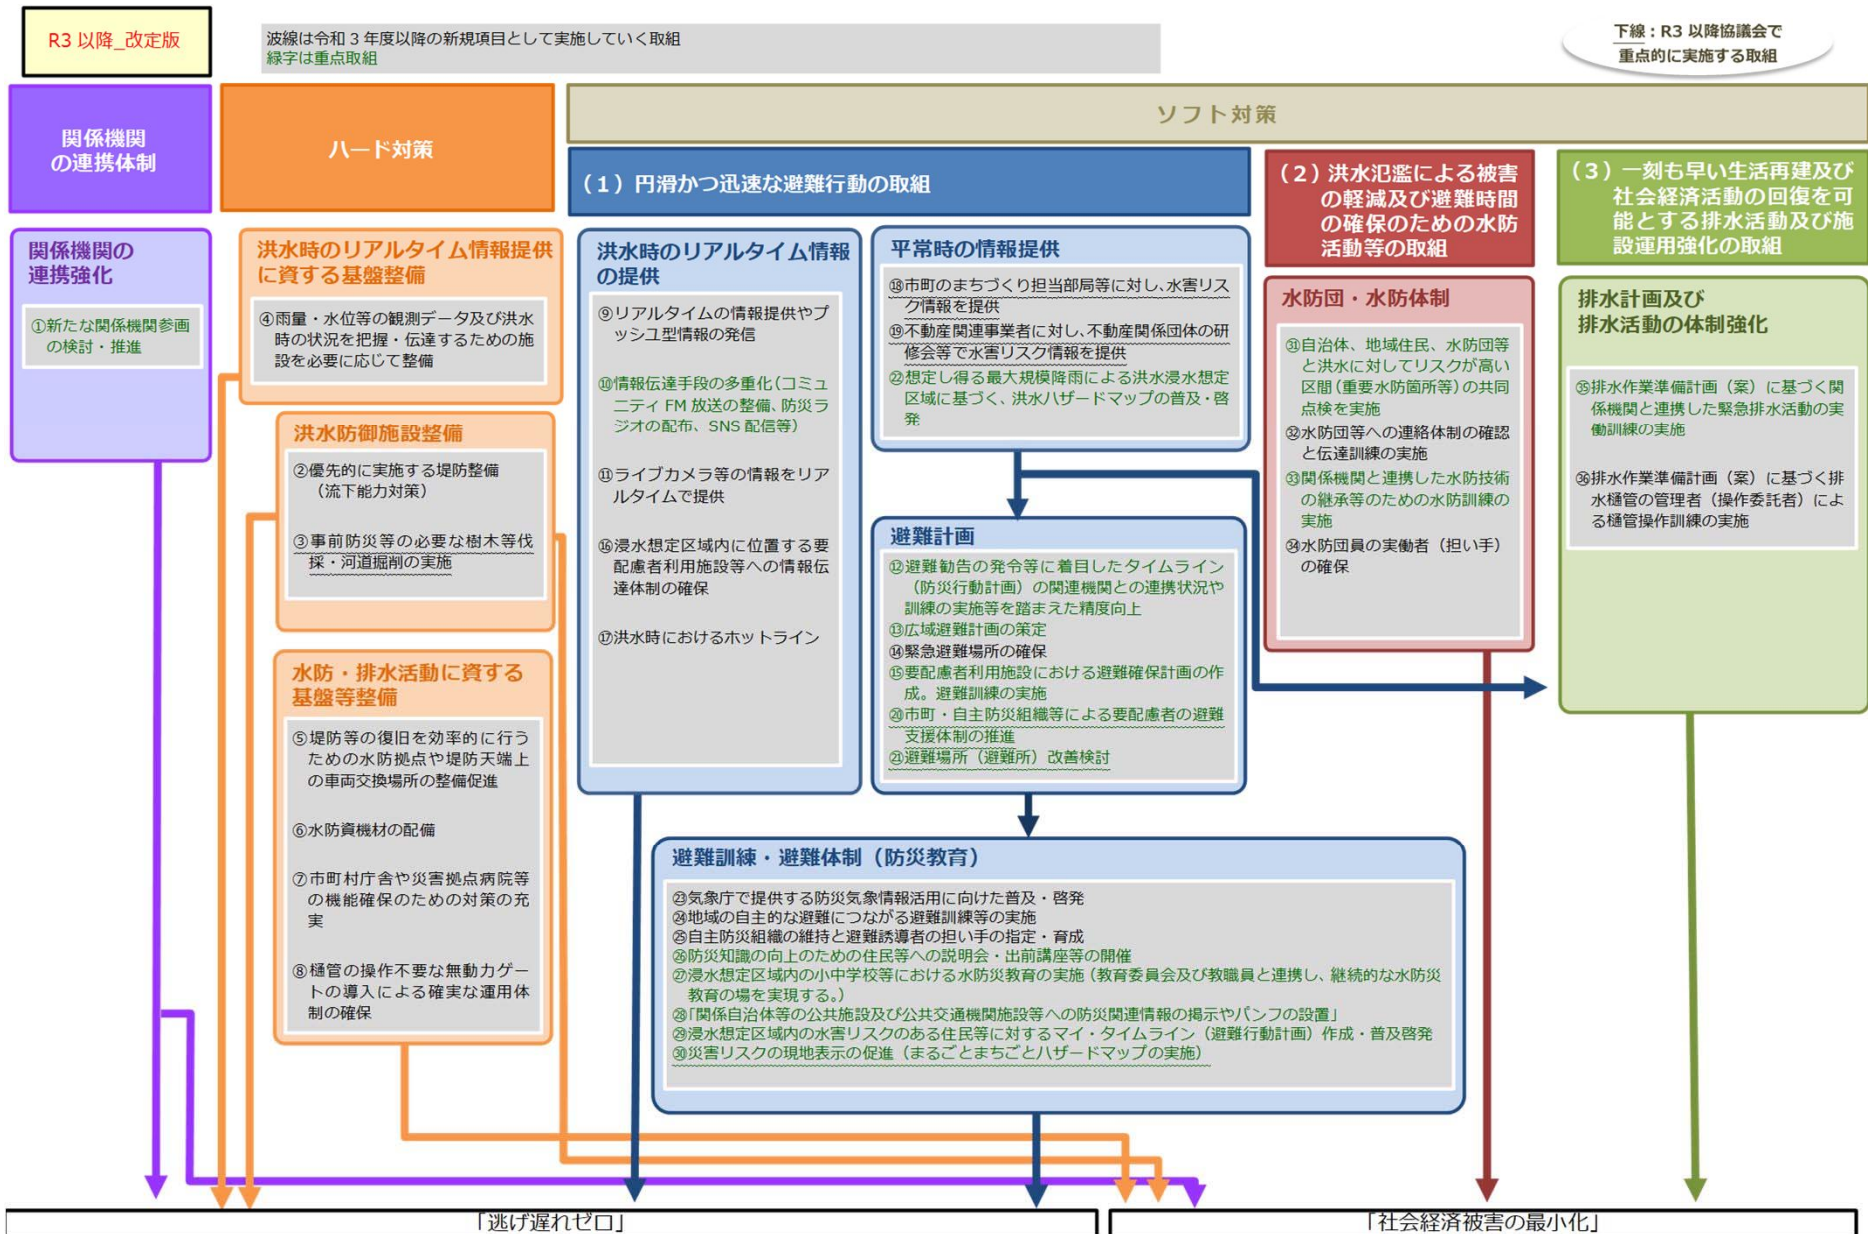 R3 以降_改定版
波線は令和 3 年度以降の新規項目として実施していく取組
緑字は重点取組
下線：R3 以降協議会で
重点的に実施する取組
関係機関
の連携体制
ハード対策
ソフト対策
（1）円滑かつ迅速な避難行動の取組
（2）洪水氾濫による被害
の軽減及び避難時間
の確保のための水防
活動等の取組
（3）一刻も早い生活再建及び
社会経済活動の回復を可
能とする排水活動及び施
設運用強化の取組
関係機関の
連携強化
①新たな関係機関参画
の検討・推進
洪水時のリアルタイム情報提供
に資する基盤整備
④雨量・水位等の観測データ及び洪水
時の状況を把握・伝達するための施
設を必要に応じて整備
洪水防御施設整備
②優先的に実施する堤防整備
（流下能力対策）
③事前防災等の必要な樹木等伐
採・河道掘削の実施
水防・排水活動に資する
基盤等整備
⑤堤防等の復旧を効率的に行う
ための水防拠点や堤防天端上
の車両交換場所の整備促進
⑥水防資機材の配備
⑦市町村庁舎や災害拠点病院等
の機能確保のための対策の充
実
⑧樋管の操作不要な無動力ゲー
トの導入による確実な運用体
制の確保
洪水時のリアルタイム情報
の提供
⑨リアルタイムの情報提供やプ
ッシュ型情報の発信
⑩情報伝達手段の多重化（コミュ
ニティ FM 放送の整備、防災ラ
ジオの配布、SNS 配信等）
⑪ライブカメラ等の情報をリア
ルタイムで提供
⑯浸水想定区域内に位置する要
配慮者利用施設等への情報伝
達体制の確保
⑰洪水時におけるホットライン
平常時の情報提供
⑱市町のまちづくり担当部局等に対し、水害リス
ク情報を提供
⑲不動産関連事業者に対し、不動産関係団体の研
修会等で水害リスク情報を提供
㉒想定し得る最大規模降雨による洪水浸水想定
区域に基づく、洪水ハザードマップの普及・啓
発
避難計画
⑫避難勧告の発令等に着目したタイムライン
（防災行動計画）の関連機関との連携状況や
訓練の実施等を踏まえた精度向上
⑬広域避難計画の策定
⑭緊急避難場所の確保
⑮要配慮者利用施設における避難確保計画の作
成。避難訓練の実施
⑳市町・自主防災組織等による要配慮者の避難
支援体制の推進
㉑避難場所（避難所）改善検討
避難訓練・避難体制（防災教育）
㉓気象庁で提供する防災気象情報活用に向けた普及・啓発
㉔地域の自主的な避難につながる避難訓練等の実施
㉕自主防災組織の維持と避難誘導者の担い手の指定・育成
㉖防災知識の向上のための住民等への説明会・出前講座等の開催
㉗浸水想定区域内の小中学校等における水防災教育の実施（教育委員会及び教職員と連携し、継続的な水防災
教育の場を実現する。）
㉘「関係自治体等の公共施設及び公共交通機関施設等への防災関連情報の掲示やパンフの設置」
㉙浸水想定区域内の水害リスクのある住民等に対するマイ・タイムライン（避難行動計画）作成・普及啓発
㉚災害リスクの現地表示の促進（まるごとまちごとハザードマップの実施）
水防団・水防体制
㉛自治体、地域住民、水防団等
と洪水に対してリスクが高い
区間（重要水防箇所等）の共同
点検を実施
㉜水防団等への連絡体制の確認
と伝達訓練の実施
㉝関係機関と連携した水防技術
の継承等のための水防訓練の
実施
㉞水防団員の実働者（担い手）
の確保
排水計画及び
排水活動の体制強化
㉟排水作業準備計画（案）に基づく関
係機関と連携した緊急排水活動の実
働訓練の実施
㊱排水作業準備計画（案）に基づく排
水樋管の管理者（操作委託者）によ
る樋管操作訓練の実施
「逃げ遅れゼロ」
「社会経済被害の最小化」